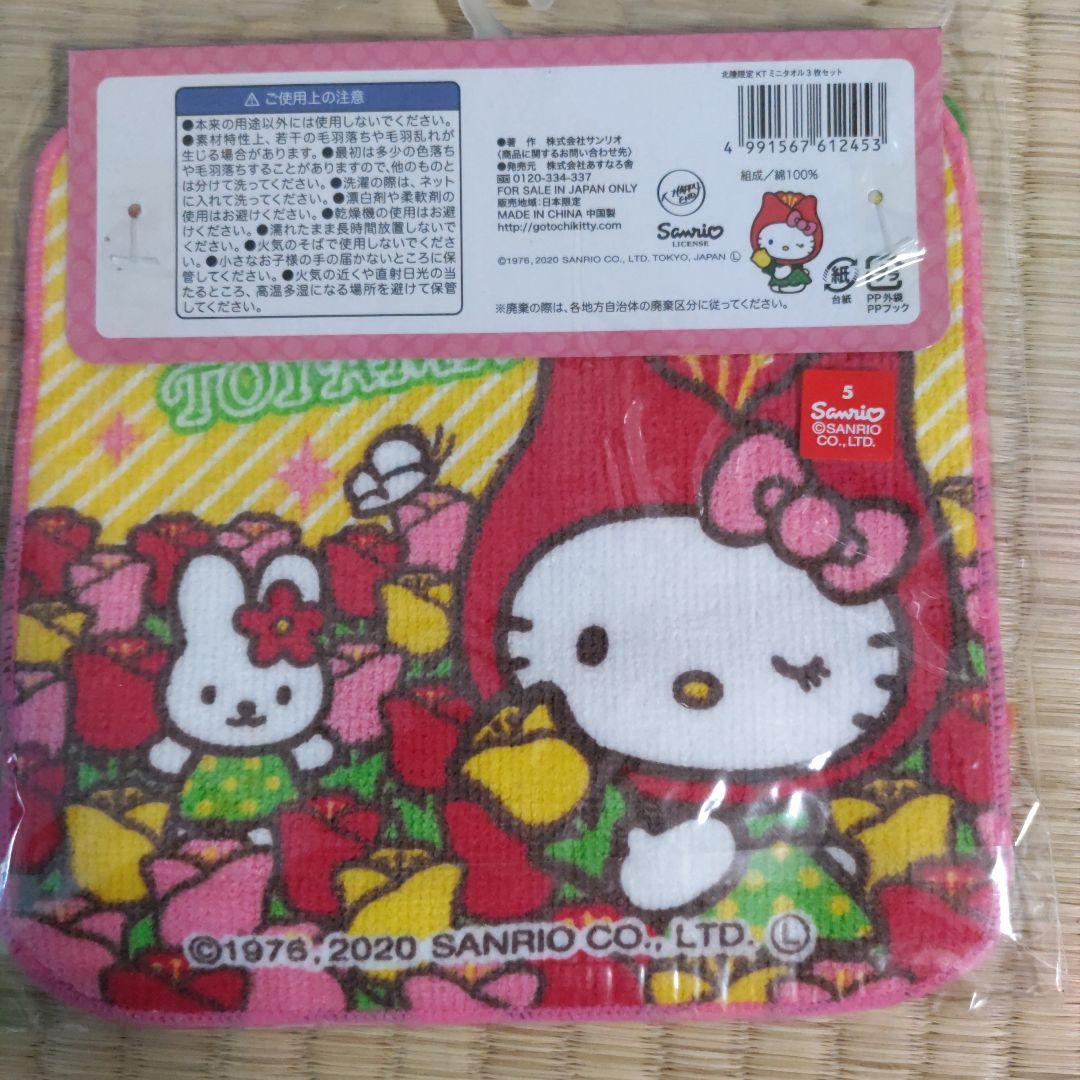 ⚠ ご使用上の注意
●本来の用途以外には使用しないでください。
●素材特性上、若干の毛羽落ちや毛羽乱れが
生じる場合があります。●最初は多少の色落ち
や毛羽落ちすることがありますので、他のものと
は分けて洗ってください。●洗濯の際は、ネット
に入れて洗ってください。●漂白剤や柔軟剤の
使用はお避けください。●乾燥機の使用はお避
けください。●濡れたまま長時間放置しないで
ください。●火気のそばで使用しないでくださ
い。●小さなお子様の手の届かないところに保
管してください。●火気の近くや直射日光の当
たるところ、高温多湿になる場所を避けて保管
してください。
●著 作 株式会社サンリオ
〈商品に関するお問い合わせ先〉
●発売元 株式会社あすなろ舎
0120-334-337
FOR SALE IN JAPAN ONLY
販売地域:日本限定
MADE IN CHINA 中国製
http://gotochikitty.com/
©1976, 2020 SANRIO CO., LTD. TOKYO, JAPAN Ⓛ
※廃棄の際は、各地方自治体の廃棄区分に従ってください。
HAPPY END
Sanrio
LICENSE
北陸限定 KT ミニタオル3枚セット
4 991567 612453
組成/綿100%
紙
台紙
PP外袋
PPフック
TOYAMA
5
Sanrio
©SANRIO
CO., LTD.
©1976, 2020 SANRIO CO., LTD. Ⓛ